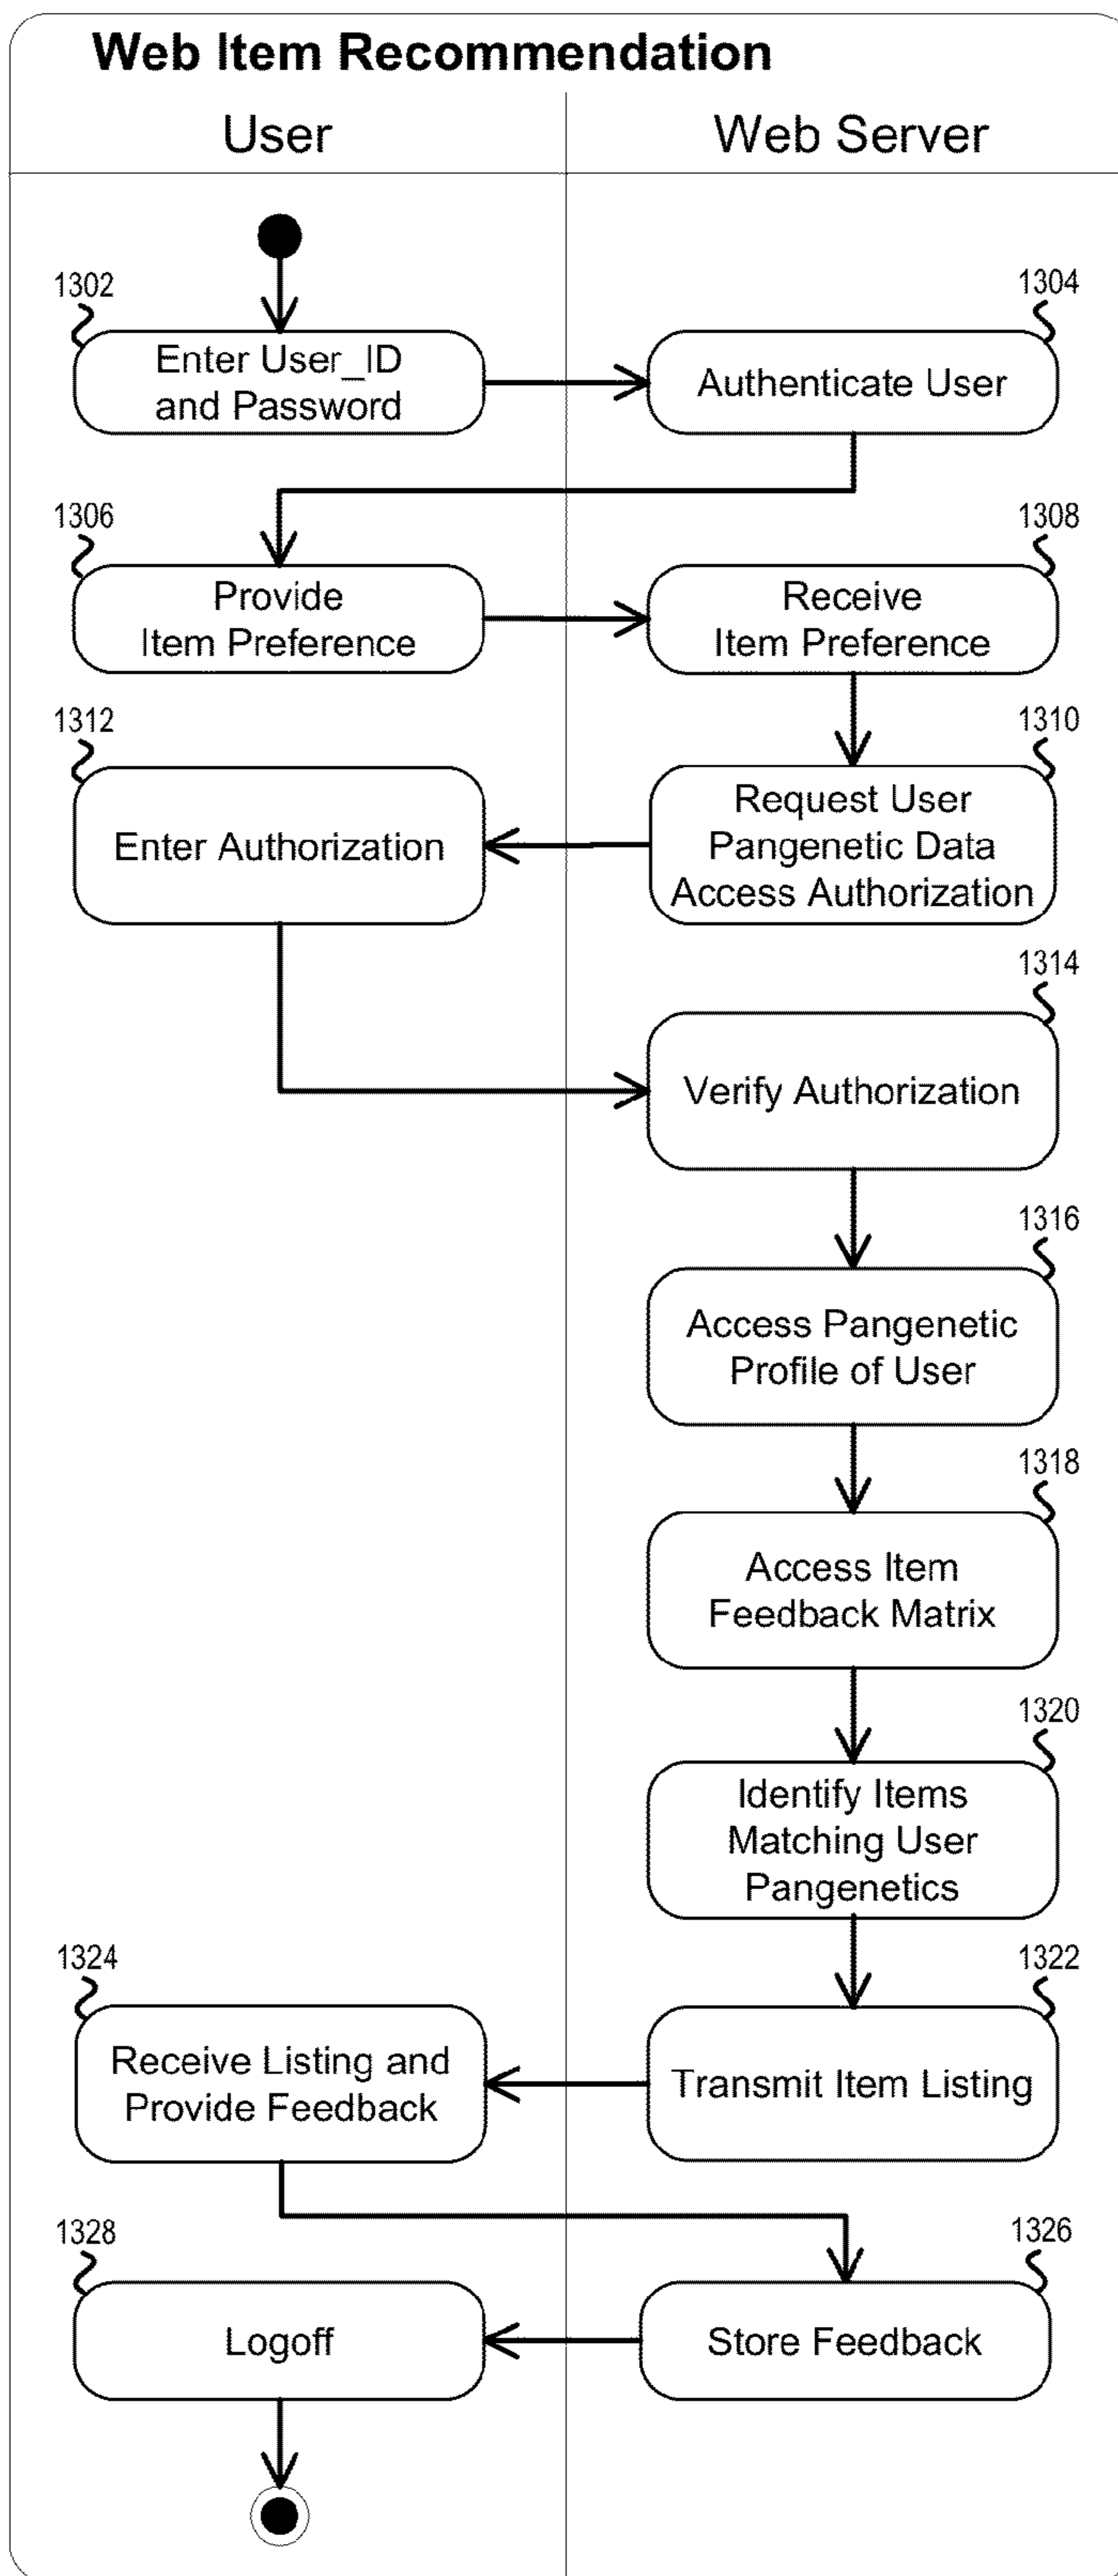 Web Item Recommendation
User
Web Server
1302
Enter User_ID
and Password
1304
Authenticate User
1306
Provide
Item Preference
1308
Receive
Item Preference
1310
Request User
Pangenetic Data
Access Authorization
1312
Enter Authorization
1314
Verify Authorization
1316
Access Pangenetic
Profile of User
1318
Access Item
Feedback Matrix
1320
Identify Items
Matching User
Pangenetics
1322
Transmit Item Listing
1324
Receive Listing and
Provide Feedback
1326
Store Feedback
1328
Logoff